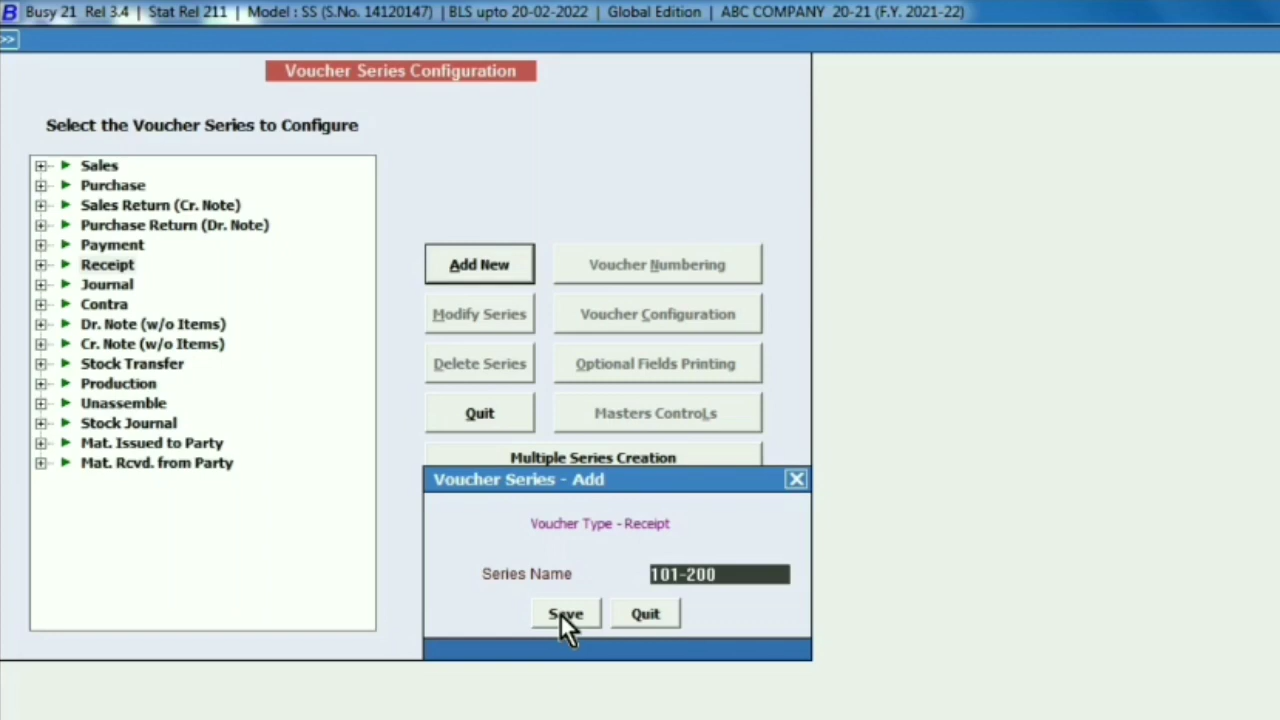 B Busy 21 Rel 3.4 | Stat Rel 211 | Model : SS (S.No. 14120147) | BLS upto 20-02-2022 | Global Edition | ABC COMPANY 20-21 (F.Y. 2021-22)
>>
Voucher Series Configuration
Select the Voucher Series to Configure
Sales
Purchase
Sales Return (Cr. Note)
Purchase Return (Dr. Note)
Payment
Receipt
Journal
Contra
Dr. Note (w/o Items)
Cr. Note (w/o Items)
Stock Transfer
Production
Unassemble
Stock Journal
Mat. Issued to Party
Mat. Rcvd. from Party
Add New Voucher Numbering
Modify Series Voucher Configuration
Delete Series Optional Fields Printing
Quit Masters ControLs
Multiple Series Creation
Voucher Series - Add
Voucher Type - Receipt
Series Name 101-200
Save Quit